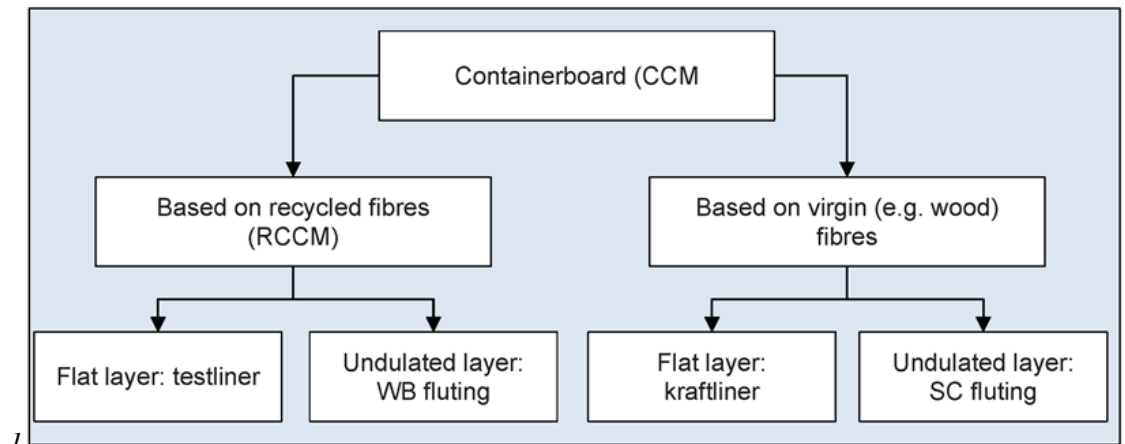 Containerboard (CCM
Based on recycled fibres
(RCCM)
Based on virgin (e.g. wood)
fibres
Flat layer: testliner
Undulated layer:
WB fluting
Flat layer:
kraftliner
Undulated layer:
SC fluting